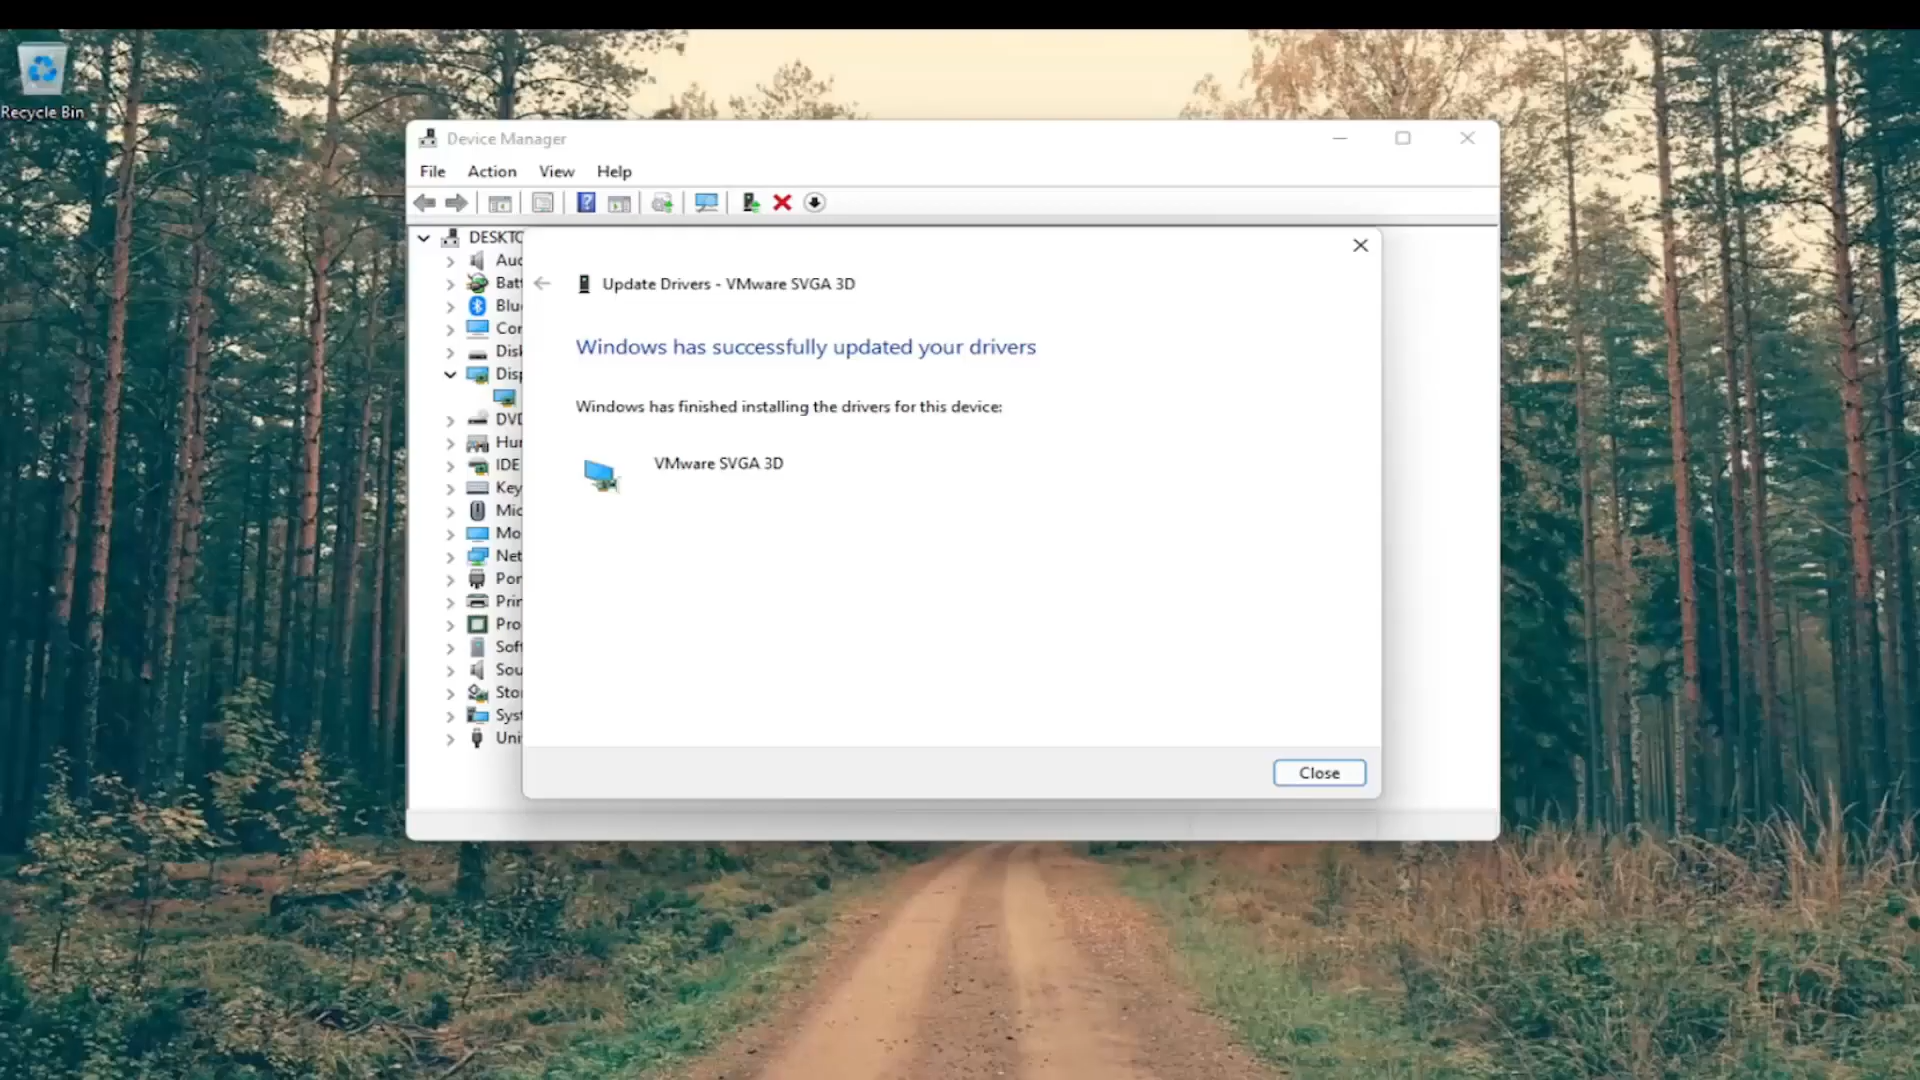 Recycle Bin
Device Manager
File Action View Help
DESKTO
Auc
Batt
Blu
Cor
Disk
Disp
DVD
Hur
IDE
Key
Mic
Mo
Net
Por
Prir
Pro
Soft
Sou
Sto
Syst
Uni
Update Drivers - VMware SVGA 3D
Windows has successfully updated your drivers
Windows has finished installing the drivers for this device:
VMware SVGA 3D
Close